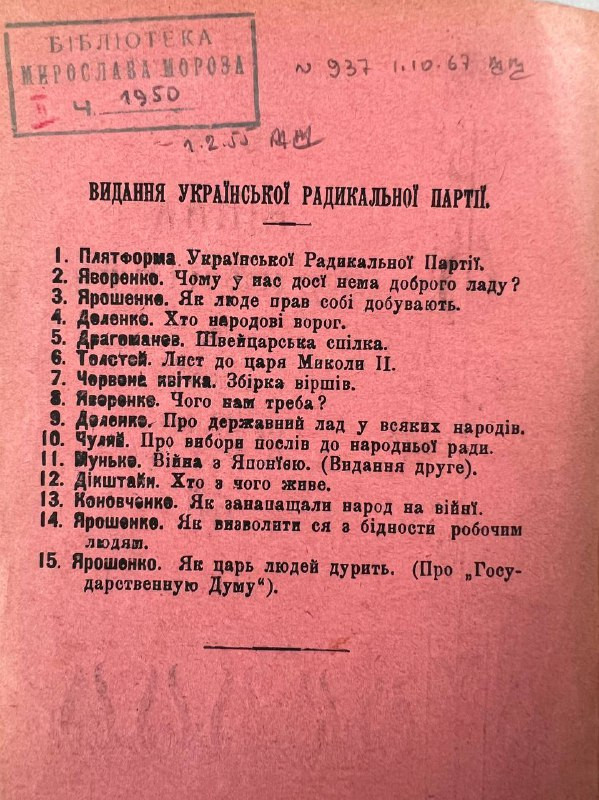 БІБЛІОТЕКА
МИРОСЛАВА МОРОЗА
II Ч. 1950
N 937 1.10.67
1.2.55
ВИДАННЯ УКРАЇНСЬКОЇ РАДИКАЛЬНОЇ ПАРТІЇ.
1. Плятформа Української Радикальної Партії.
2. Яворенко. Чому у нас досї нема доброго ладу?
3. Ярошенко. Як люде прав собі добувають.
4. Доленко. Хто народові ворог.
5. Драгоманов. Швейцарська спілка.
6. Толстой. Лист до царя Миколи II.
7. Червона квітка. Збірка віршів.
8. Яворенко. Чого нам треба?
9. Доленко. Про державний лад у всяких народів.
10. Чулий. Про вибори послів до народньої ради.
11. Мунько. Війна з Японїєю. (Видання друге).
12. Дікштайн. Хто з чого живе.
13. Коновченко. Як занапащали народ на війнї.
14. Ярошенко. Як визволити ся з бідности робочим
людям.
15. Ярошенко. Як царь людей дурить. (Про „Госу-
дарственную Думу“).